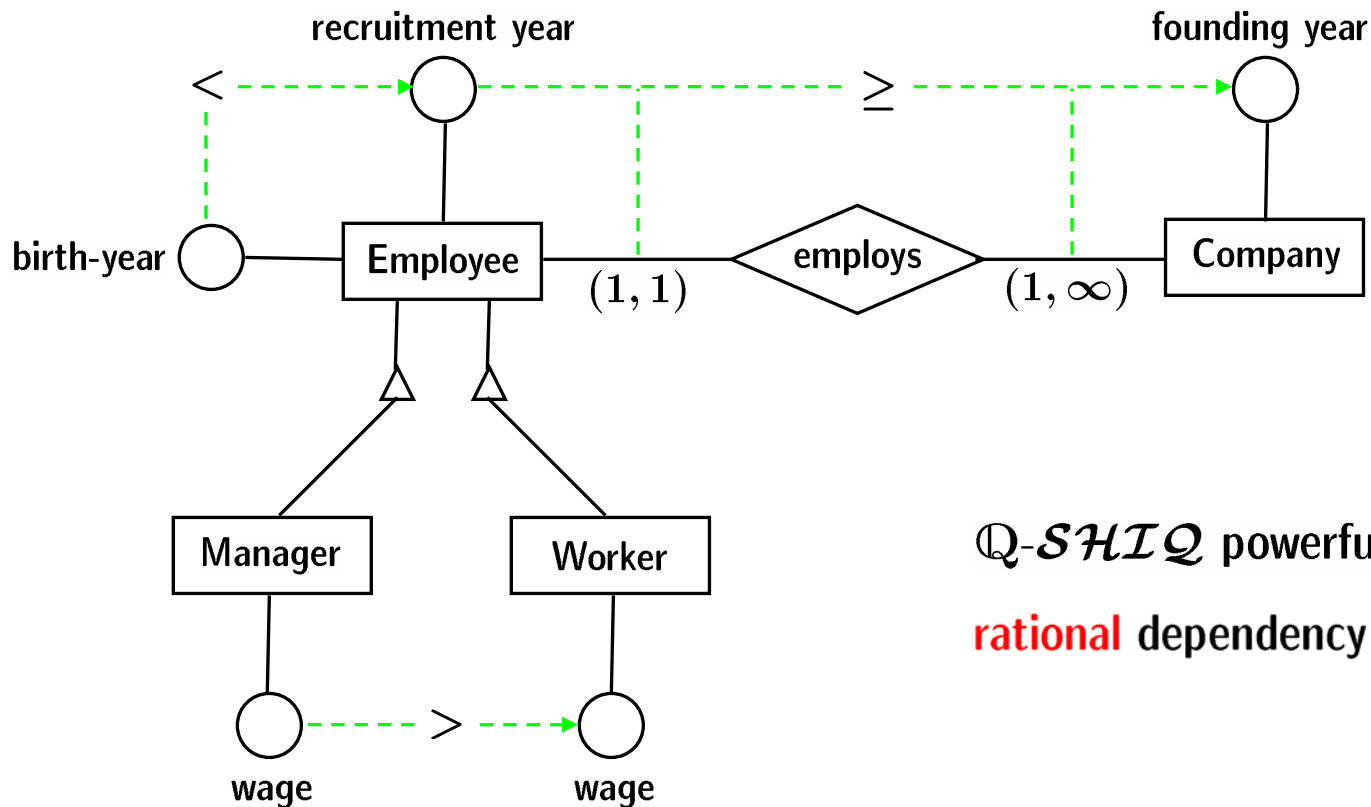 recruitment year
founding year
<
≥
birth-year
Employee
employs
Company
(1, 1)
(1, ∞)
Manager
Worker
ℚ-𝓢𝓗𝓘𝓠 powerfu
rational dependency
>
wage
wage